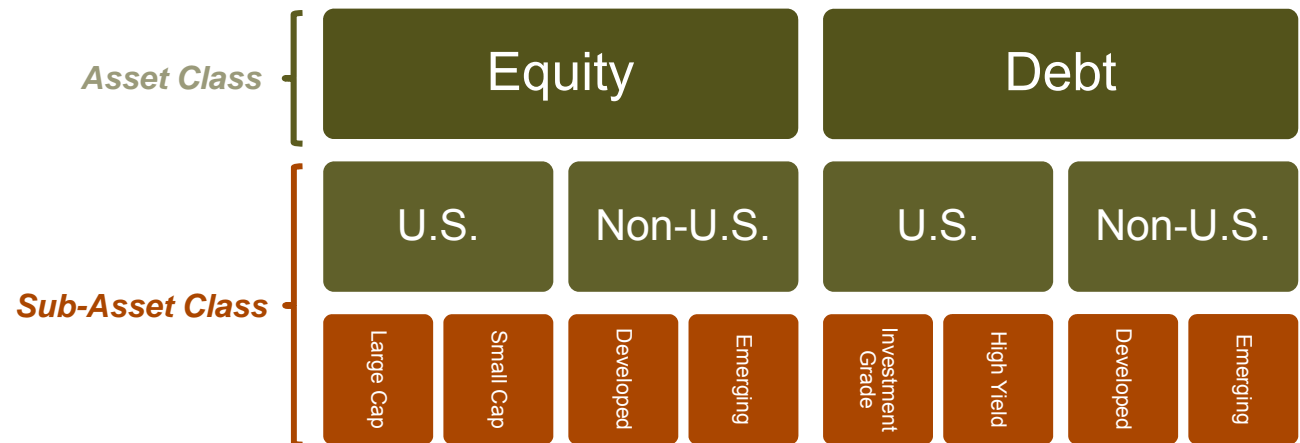 Asset Class
Equity
Debt
Sub-Asset Class
U.S.
Non-U.S.
U.S.
Non-U.S.
Large Cap
Small Cap
Developed
Emerging
Investment
Grade
High Yield
Developed
Emerging